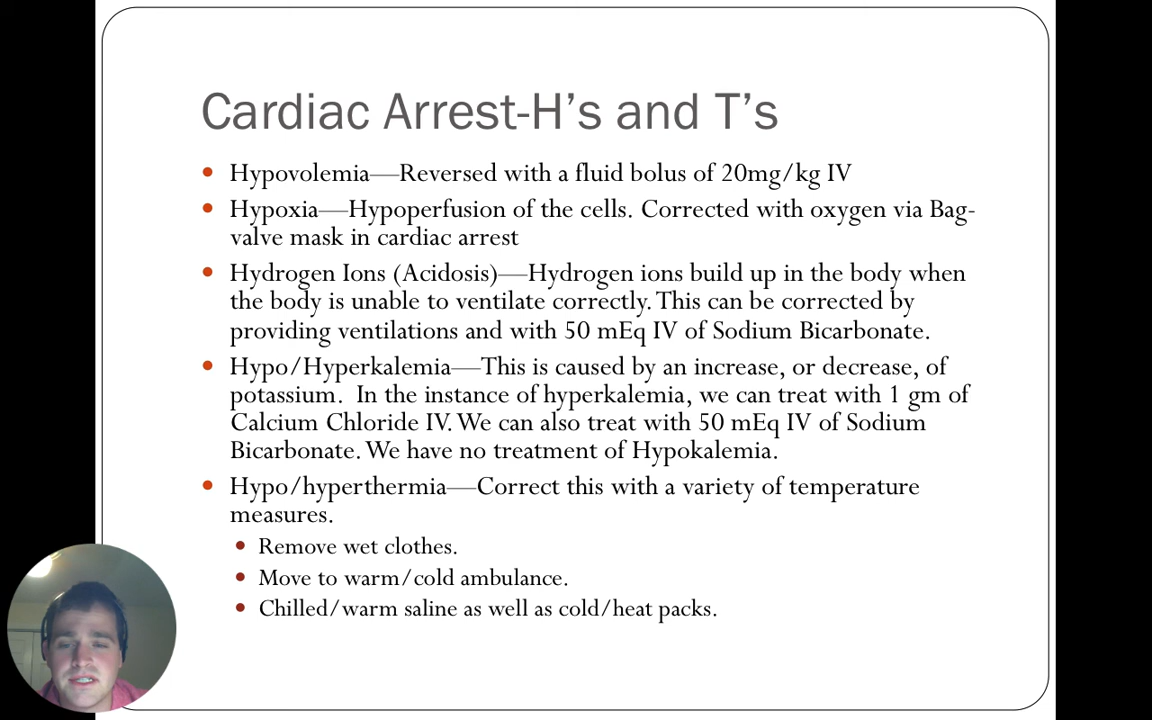 Cardiac Arrest-H's and T's
• Hypovolemia—Reversed with a fluid bolus of 20mg/kg IV
• Hypoxia—Hypoperfusion of the cells. Corrected with oxygen via Bag-
valve mask in cardiac arrest
• Hydrogen Ions (Acidosis)—Hydrogen ions build up in the body when
the body is unable to ventilate correctly. This can be corrected by
providing ventilations and with 50 mEq IV of Sodium Bicarbonate.
• Hypo/Hyperkalemia—This is caused by an increase, or decrease, of
potassium. In the instance of hyperkalemia, we can treat with 1 gm of
Calcium Chloride IV. We can also treat with 50 mEq IV of Sodium
Bicarbonate. We have no treatment of Hypokalemia.
• Hypo/hyperthermia—Correct this with a variety of temperature
measures.
• Remove wet clothes.
• Move to warm/cold ambulance.
• Chilled/warm saline as well as cold/heat packs.